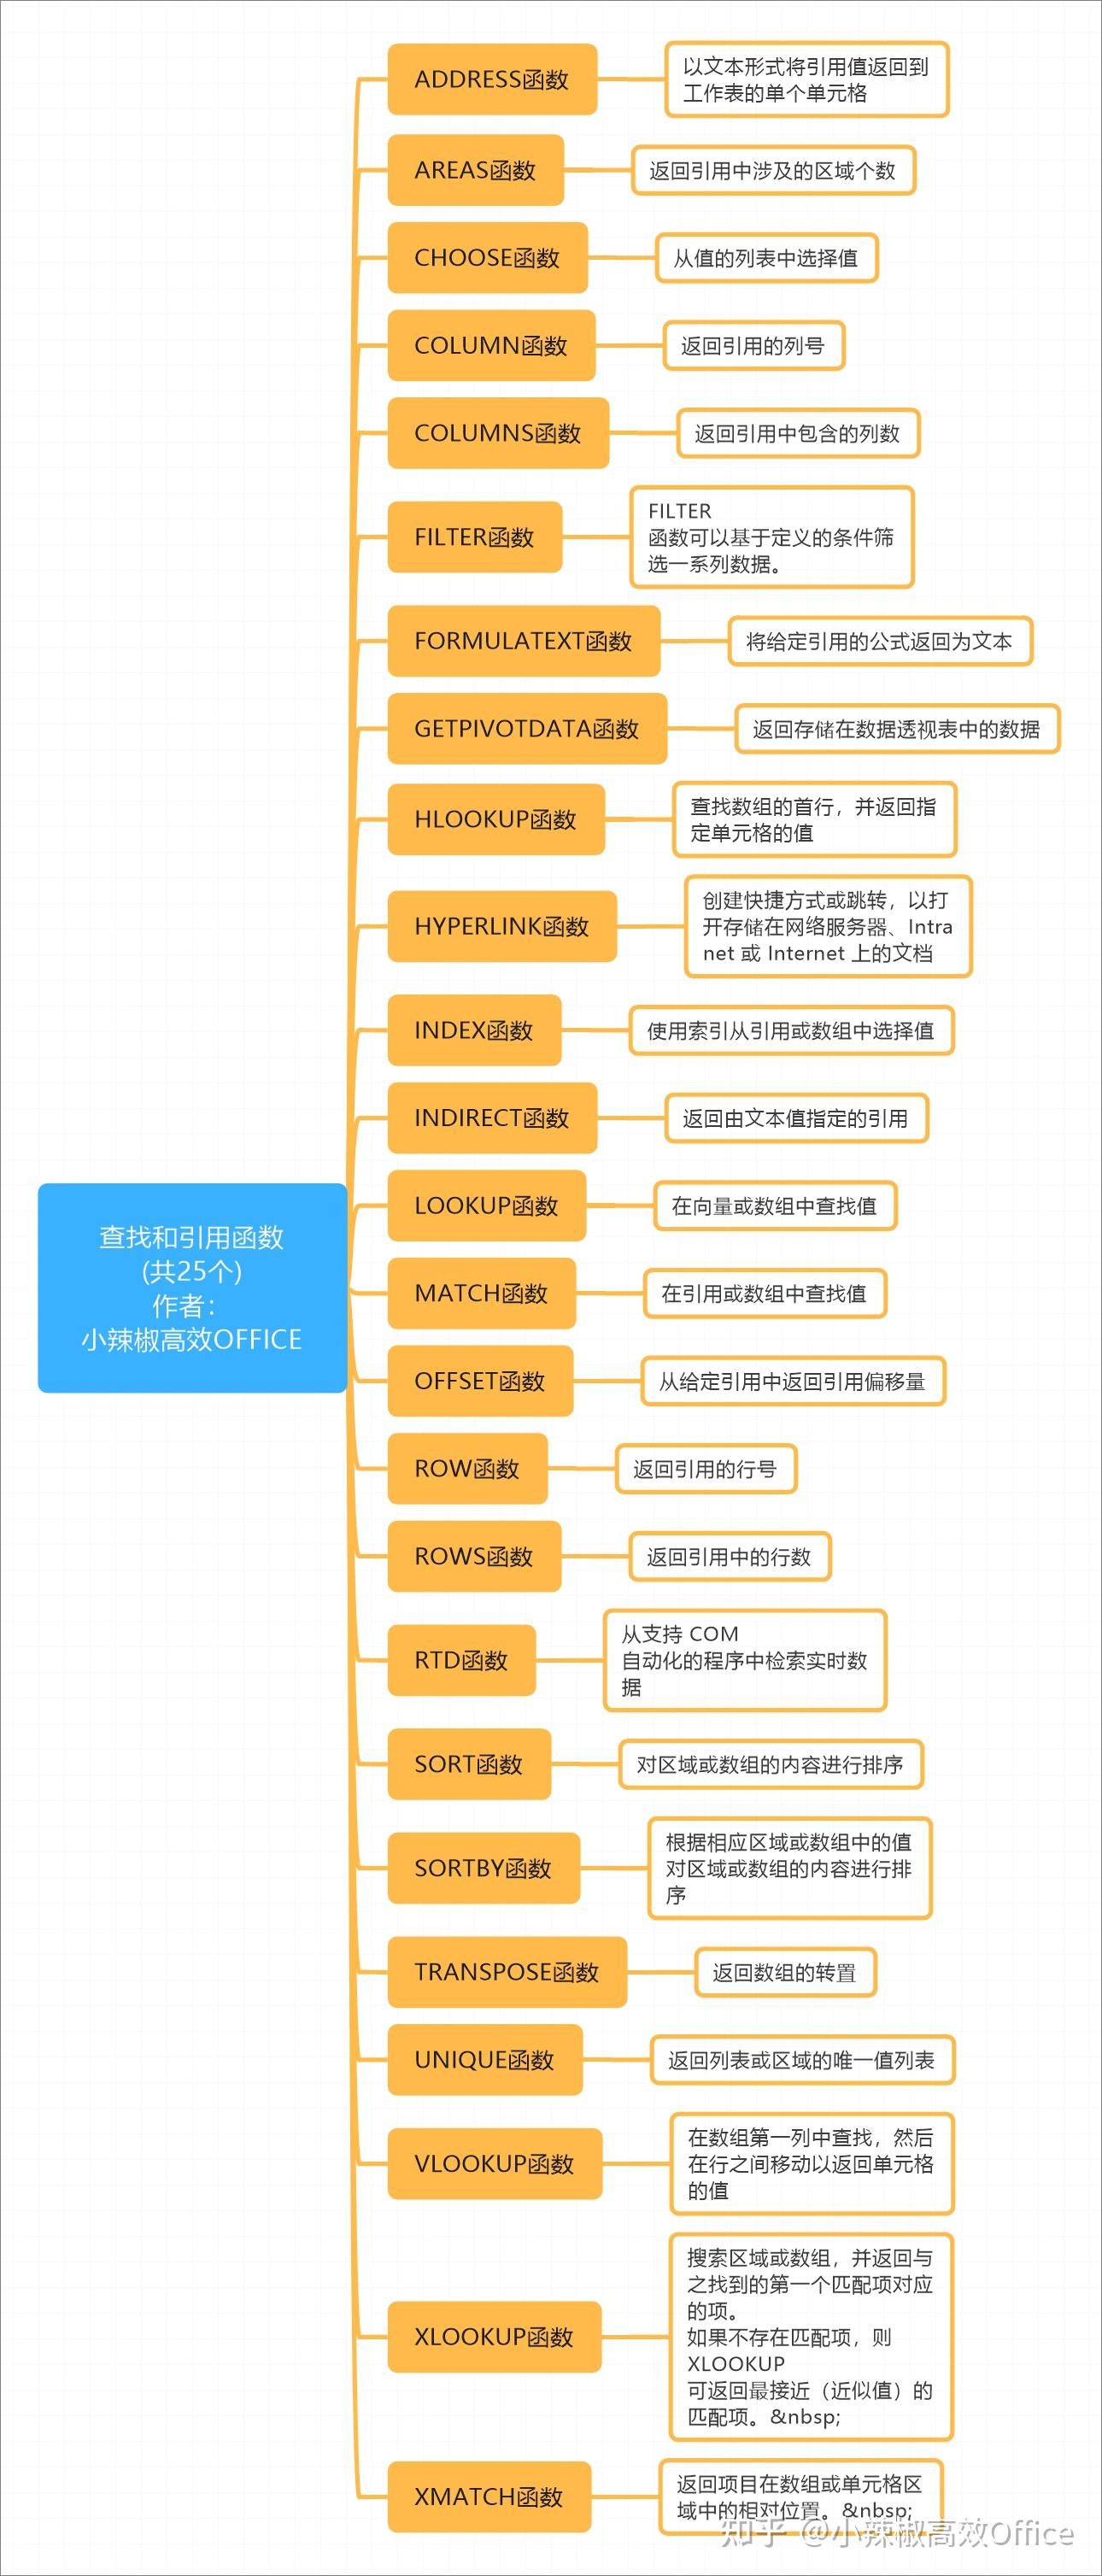 ADDRESS函数
以文本形式将引用值返回到
工作表的单个单元格
AREAS函数
返回引用中涉及的区域个数
CHOOSE函数
从值的列表中选择值
COLUMN函数
返回引用的列号
COLUMNS函数
返回引用中包含的列数
FILTER函数
FILTER
函数可以基于定义的条件筛
选一系列数据。
FORMULATEXT函数
将给定引用的公式返回为文本
GETPIVOTDATA函数
返回存储在数据透视表中的数据
HLOOKUP函数
查找数组的首行，并返回指
定单元格的值
HYPERLINK函数
创建快捷方式或跳转，以打
开存储在网络服务器、Intra
net 或 Internet 上的文档
INDEX函数
使用索引从引用或数组中选择值
INDIRECT函数
返回由文本值指定的引用
LOOKUP函数
在向量或数组中查找值
查找和引用函数
(共25个)
作者：
小辣椒高效OFFICE
MATCH函数
在引用或数组中查找值
OFFSET函数
从给定引用中返回引用偏移量
ROW函数
返回引用的行号
ROWS函数
返回引用中的行数
RTD函数
从支持 COM
自动化的程序中检索实时数
据
SORT函数
对区域或数组的内容进行排序
SORTBY函数
根据相应区域或数组中的值
对区域或数组的内容进行排
序
TRANSPOSE函数
返回数组的转置
UNIQUE函数
返回列表或区域的唯一值列表
VLOOKUP函数
在数组第一列中查找，然后
在行之间移动以返回单元格
的值
XLOOKUP函数
搜索区域或数组，并返回与
之找到的第一个匹配项对应
的项。
如果不存在匹配项，则
XLOOKUP
可返回最接近（近似值）的
匹配项。&nbsp;
XMATCH函数
返回项目在数组或单元格区
域中的相对位置。&nbsp;
知乎 @小辣椒高效Office